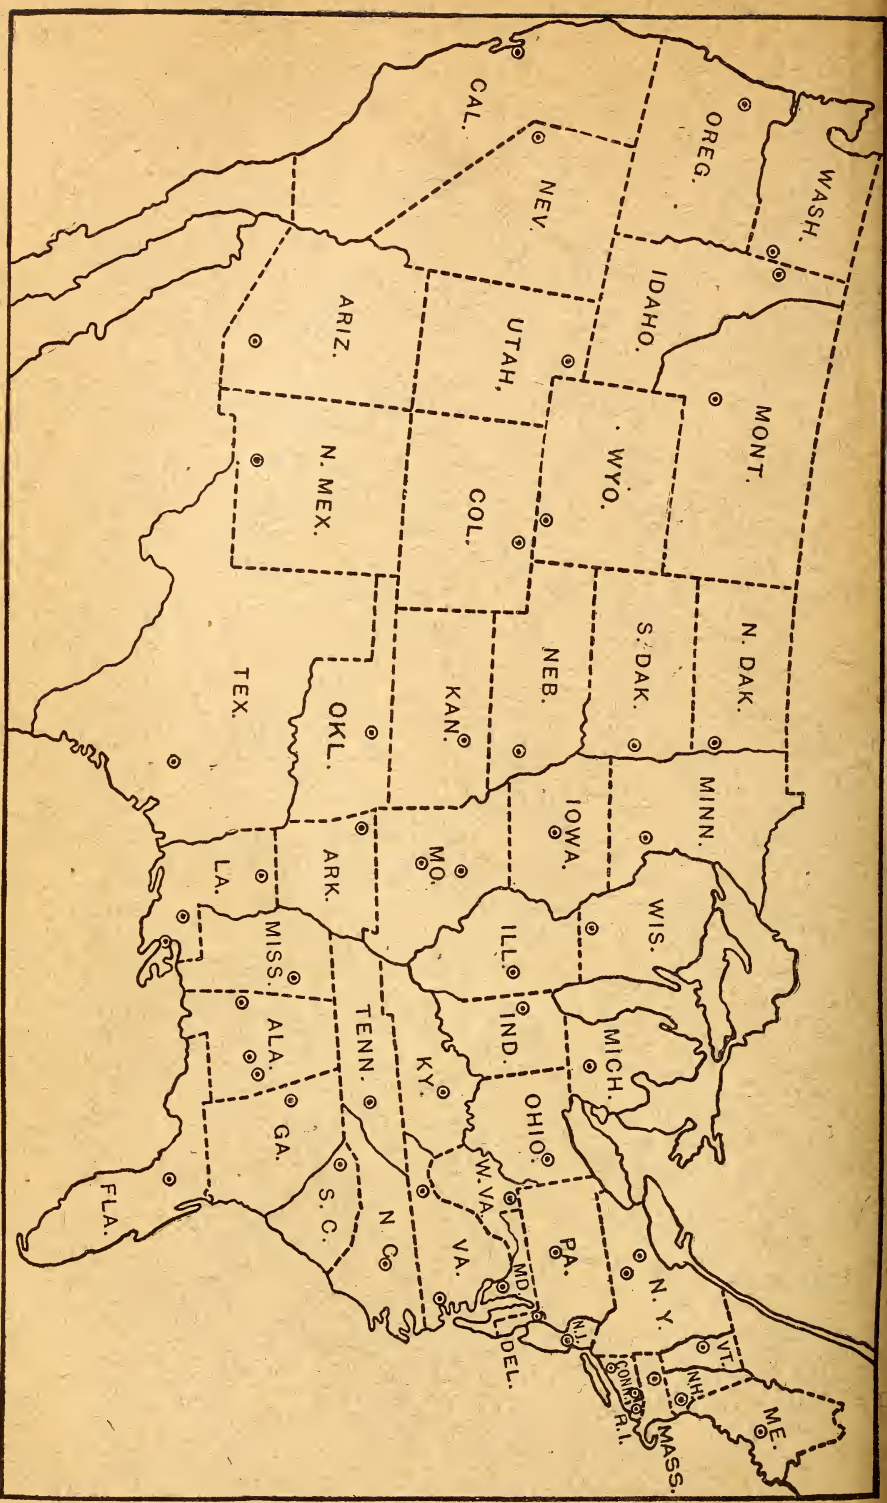 WASH.
OREG.
CAL.
NEV.
IDAHO.
UTAH,
ARIZ.
MONT.
WYO.
COL.
N. MEX.
N. DAK.
S. DAK.
NEB.
KAN.
OKL.
TEX.
MINN.
IOWA.
MO.
ARK.
LA.
WIS.
ILL.
MISS.
MICH.
IND.
KY.
TENN.
ALA.
OHIO.
GA.
FLA.
W.VA.
VA.
N C.
S. C.
PA.
MD.
DEL.
N.J.
N. Y.
VT.
N.H.
ME.
MASS.
CONN.
R.I.